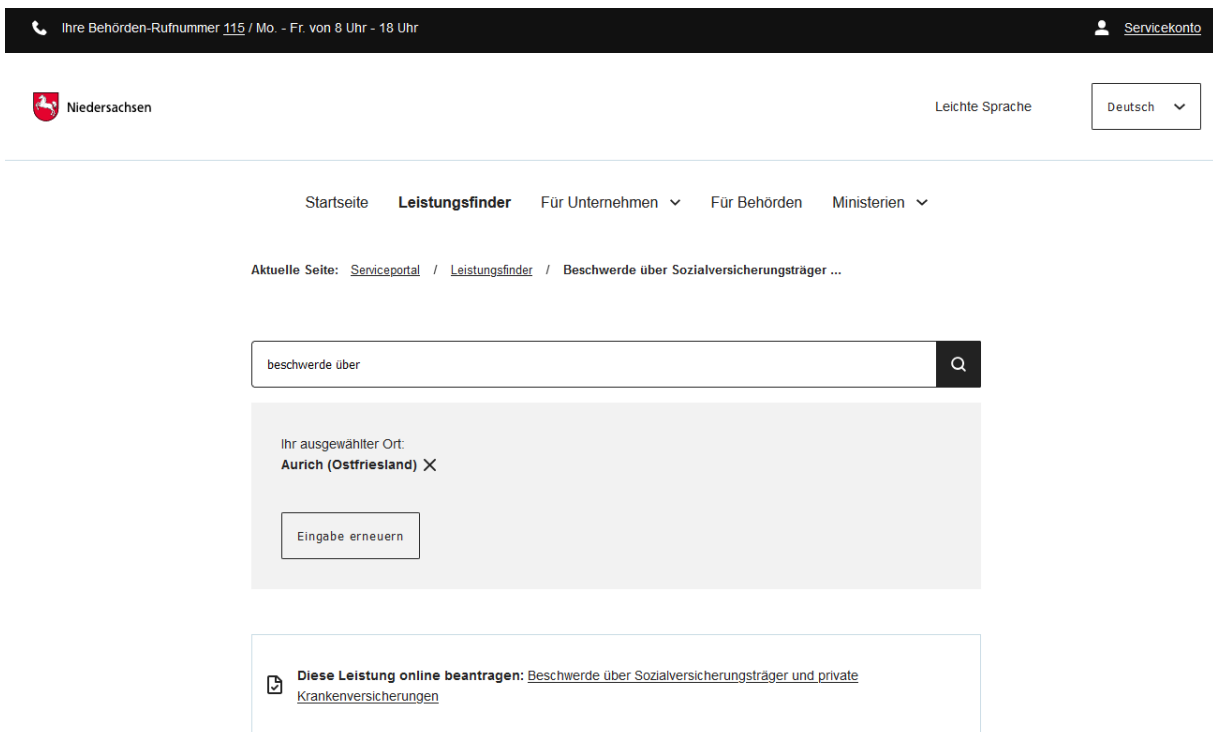 Ihre Behörden-Rufnummer 115 / Mo. - Fr. von 8 Uhr - 18 Uhr
Servicekonto
Niedersachsen
Leichte Sprache
Deutsch
Startseite Leistungsfinder Für Unternehmen Für Behörden Ministerien
Aktuelle Seite: Serviceportal / Leistungsfinder / Beschwerde über Sozialversicherungsträger ...
beschwerde über
Ihr ausgewählter Ort:
Aurich (Ostfriesland)
Eingabe erneuern
Diese Leistung online beantragen: Beschwerde über Sozialversicherungsträger und private
Krankenversicherungen